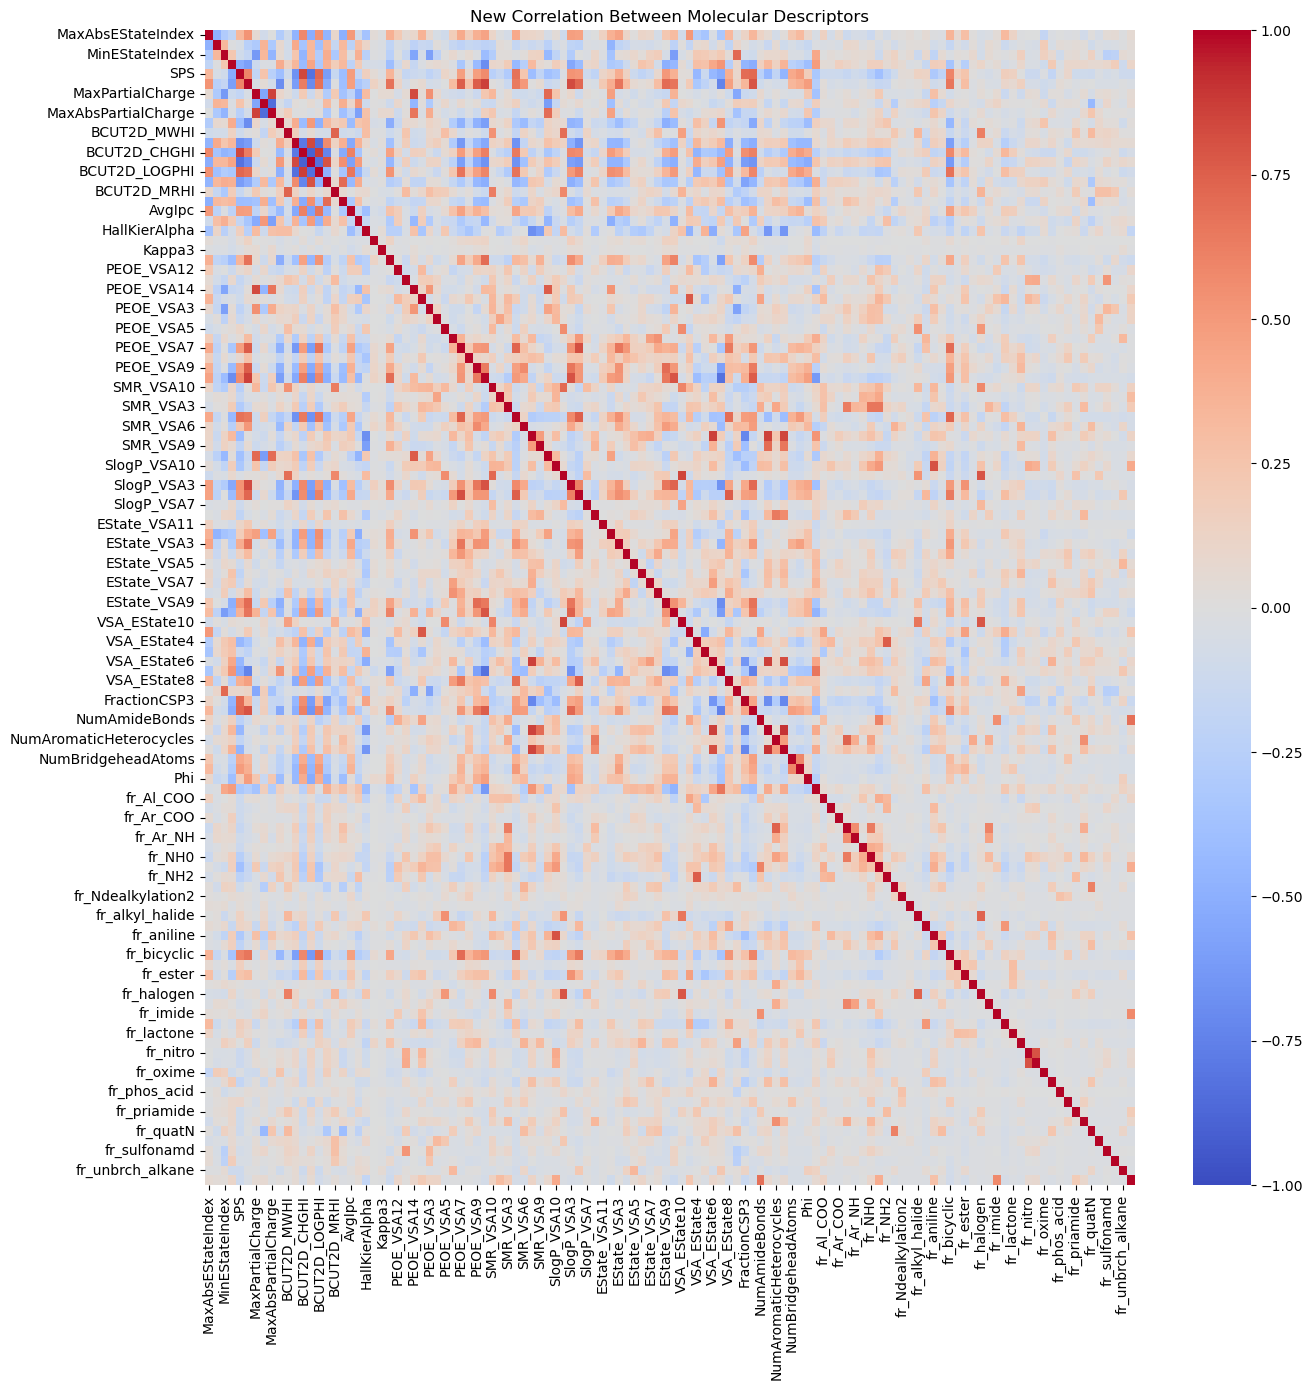 New Correlation Between Molecular Descriptors
MaxAbsEStateIndex
MinEStateIndex
SPS
MaxPartialCharge
MaxAbsPartialCharge
BCUT2D_MWHI
BCUT2D_CHGHI
BCUT2D_LOGPHI
BCUT2D_MRHI
AvgIpc
HallKierAlpha
Kappa3
PEOE_VSA12
PEOE_VSA14
PEOE_VSA3
PEOE_VSA5
PEOE_VSA7
PEOE_VSA9
SMR_VSA10
SMR_VSA3
SMR_VSA6
SMR_VSA9
SlogP_VSA10
SlogP_VSA3
SlogP_VSA7
EState_VSA11
EState_VSA3
EState_VSA5
EState_VSA7
EState_VSA9
VSA_EState10
VSA_EState4
VSA_EState6
VSA_EState8
FractionCSP3
NumAmideBonds
NumAromaticHeterocycles
NumBridgeheadAtoms
Phi
fr_Al_COO
fr_Ar_COO
fr_Ar_NH
fr_NH0
fr_NH2
fr_Ndealkylation2
fr_alkyl_halide
fr_aniline
fr_bicyclic
fr_ester
fr_halogen
fr_imide
fr_lactone
fr_nitro
fr_oxime
fr_phos_acid
fr_priamide
fr_quatN
fr_sulfonamd
fr_unbrch_alkane
MaxAbsEStateIndex
MinEStateIndex
SPS
MaxPartialCharge
MaxAbsPartialCharge
BCUT2D_MWHI
BCUT2D_CHGHI
BCUT2D_LOGPHI
BCUT2D_MRHI
AvgIpc
HallKierAlpha
Kappa3
PEOE_VSA12
PEOE_VSA14
PEOE_VSA3
PEOE_VSA5
PEOE_VSA7
PEOE_VSA9
SMR_VSA10
SMR_VSA3
SMR_VSA6
SMR_VSA9
SlogP_VSA10
SlogP_VSA3
SlogP_VSA7
EState_VSA11
EState_VSA3
EState_VSA5
EState_VSA7
EState_VSA9
VSA_EState10
VSA_EState4
VSA_EState6
VSA_EState8
FractionCSP3
NumAmideBonds
NumAromaticHeterocycles
NumBridgeheadAtoms
Phi
fr_Al_COO
fr_Ar_COO
fr_Ar_NH
fr_NH0
fr_NH2
fr_Ndealkylation2
fr_alkyl_halide
fr_aniline
fr_bicyclic
fr_ester
fr_halogen
fr_imide
fr_lactone
fr_nitro
fr_oxime
fr_phos_acid
fr_priamide
fr_quatN
fr_sulfonamd
fr_unbrch_alkane
1.00
0.75
0.50
0.25
0.00
−0.25
−0.50
−0.75
−1.00